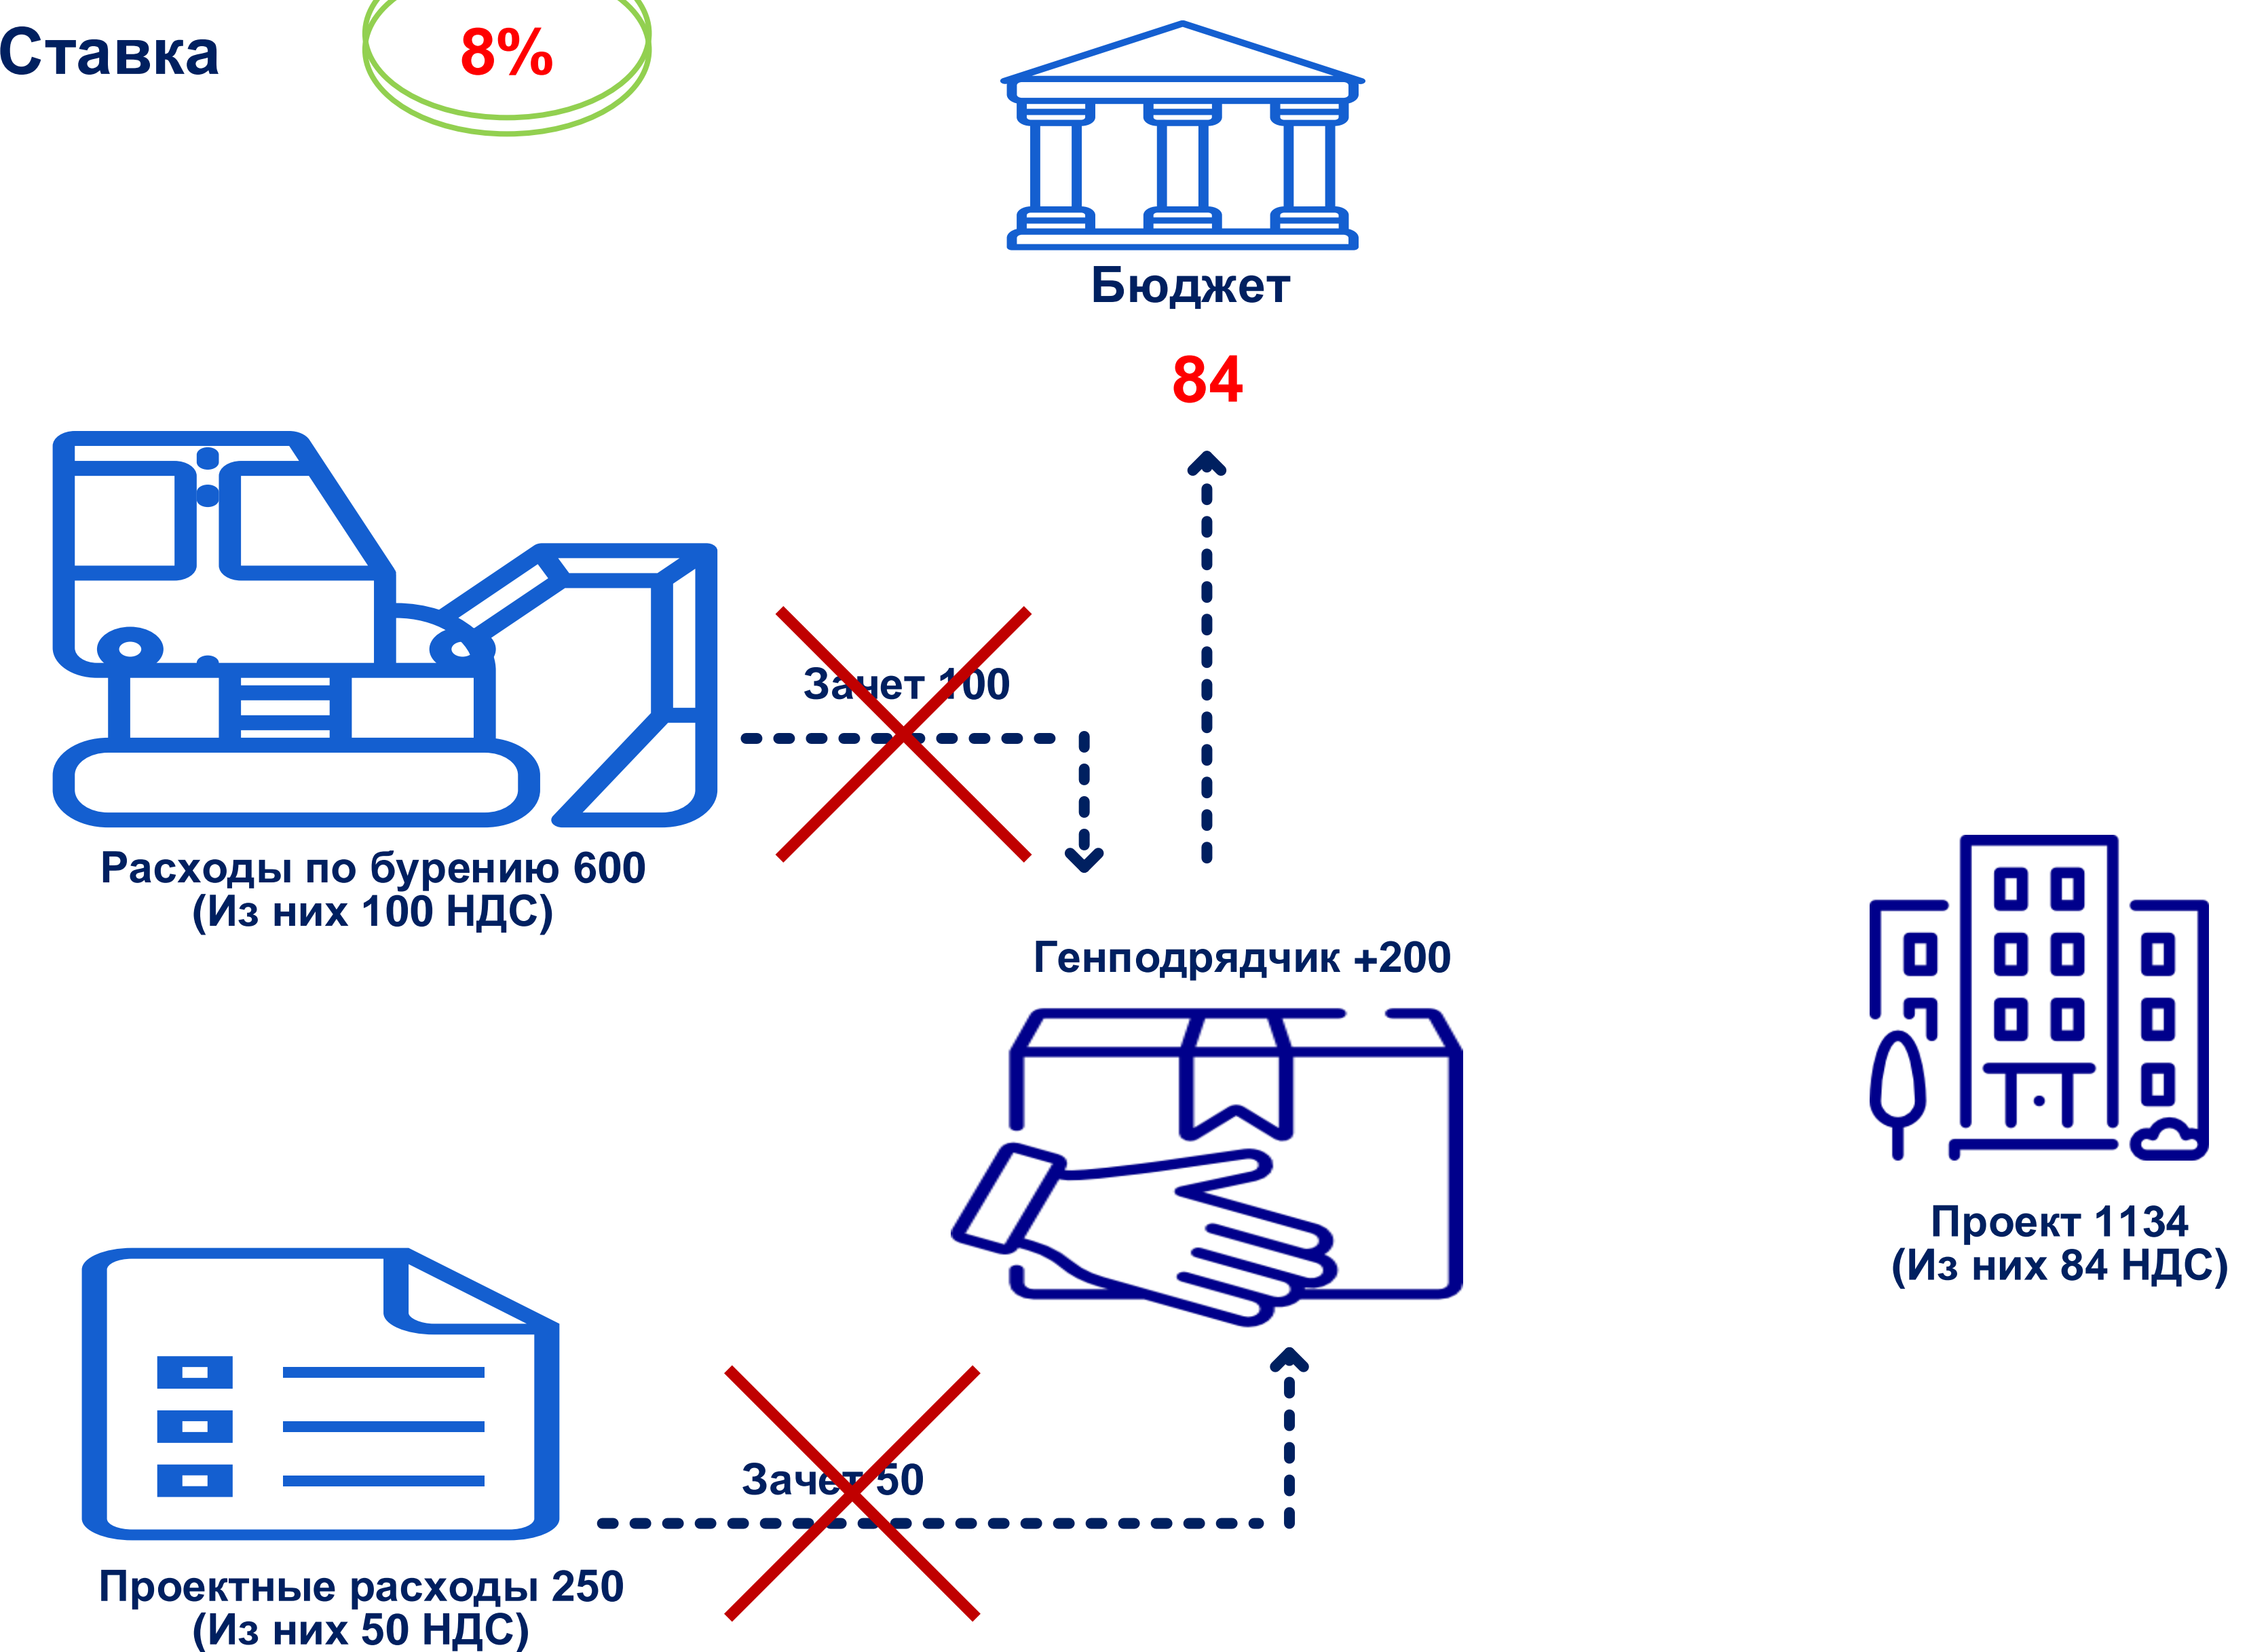 Ставка
8%
Бюджет
84
Зачет 100
Расходы по бурению 600
(Из них 100 НДС)
Генподрядчик +200
Проект 1134
(Из них 84 НДС)
Зачет 50
Проектные расходы 250
(Из них 50 НДС)